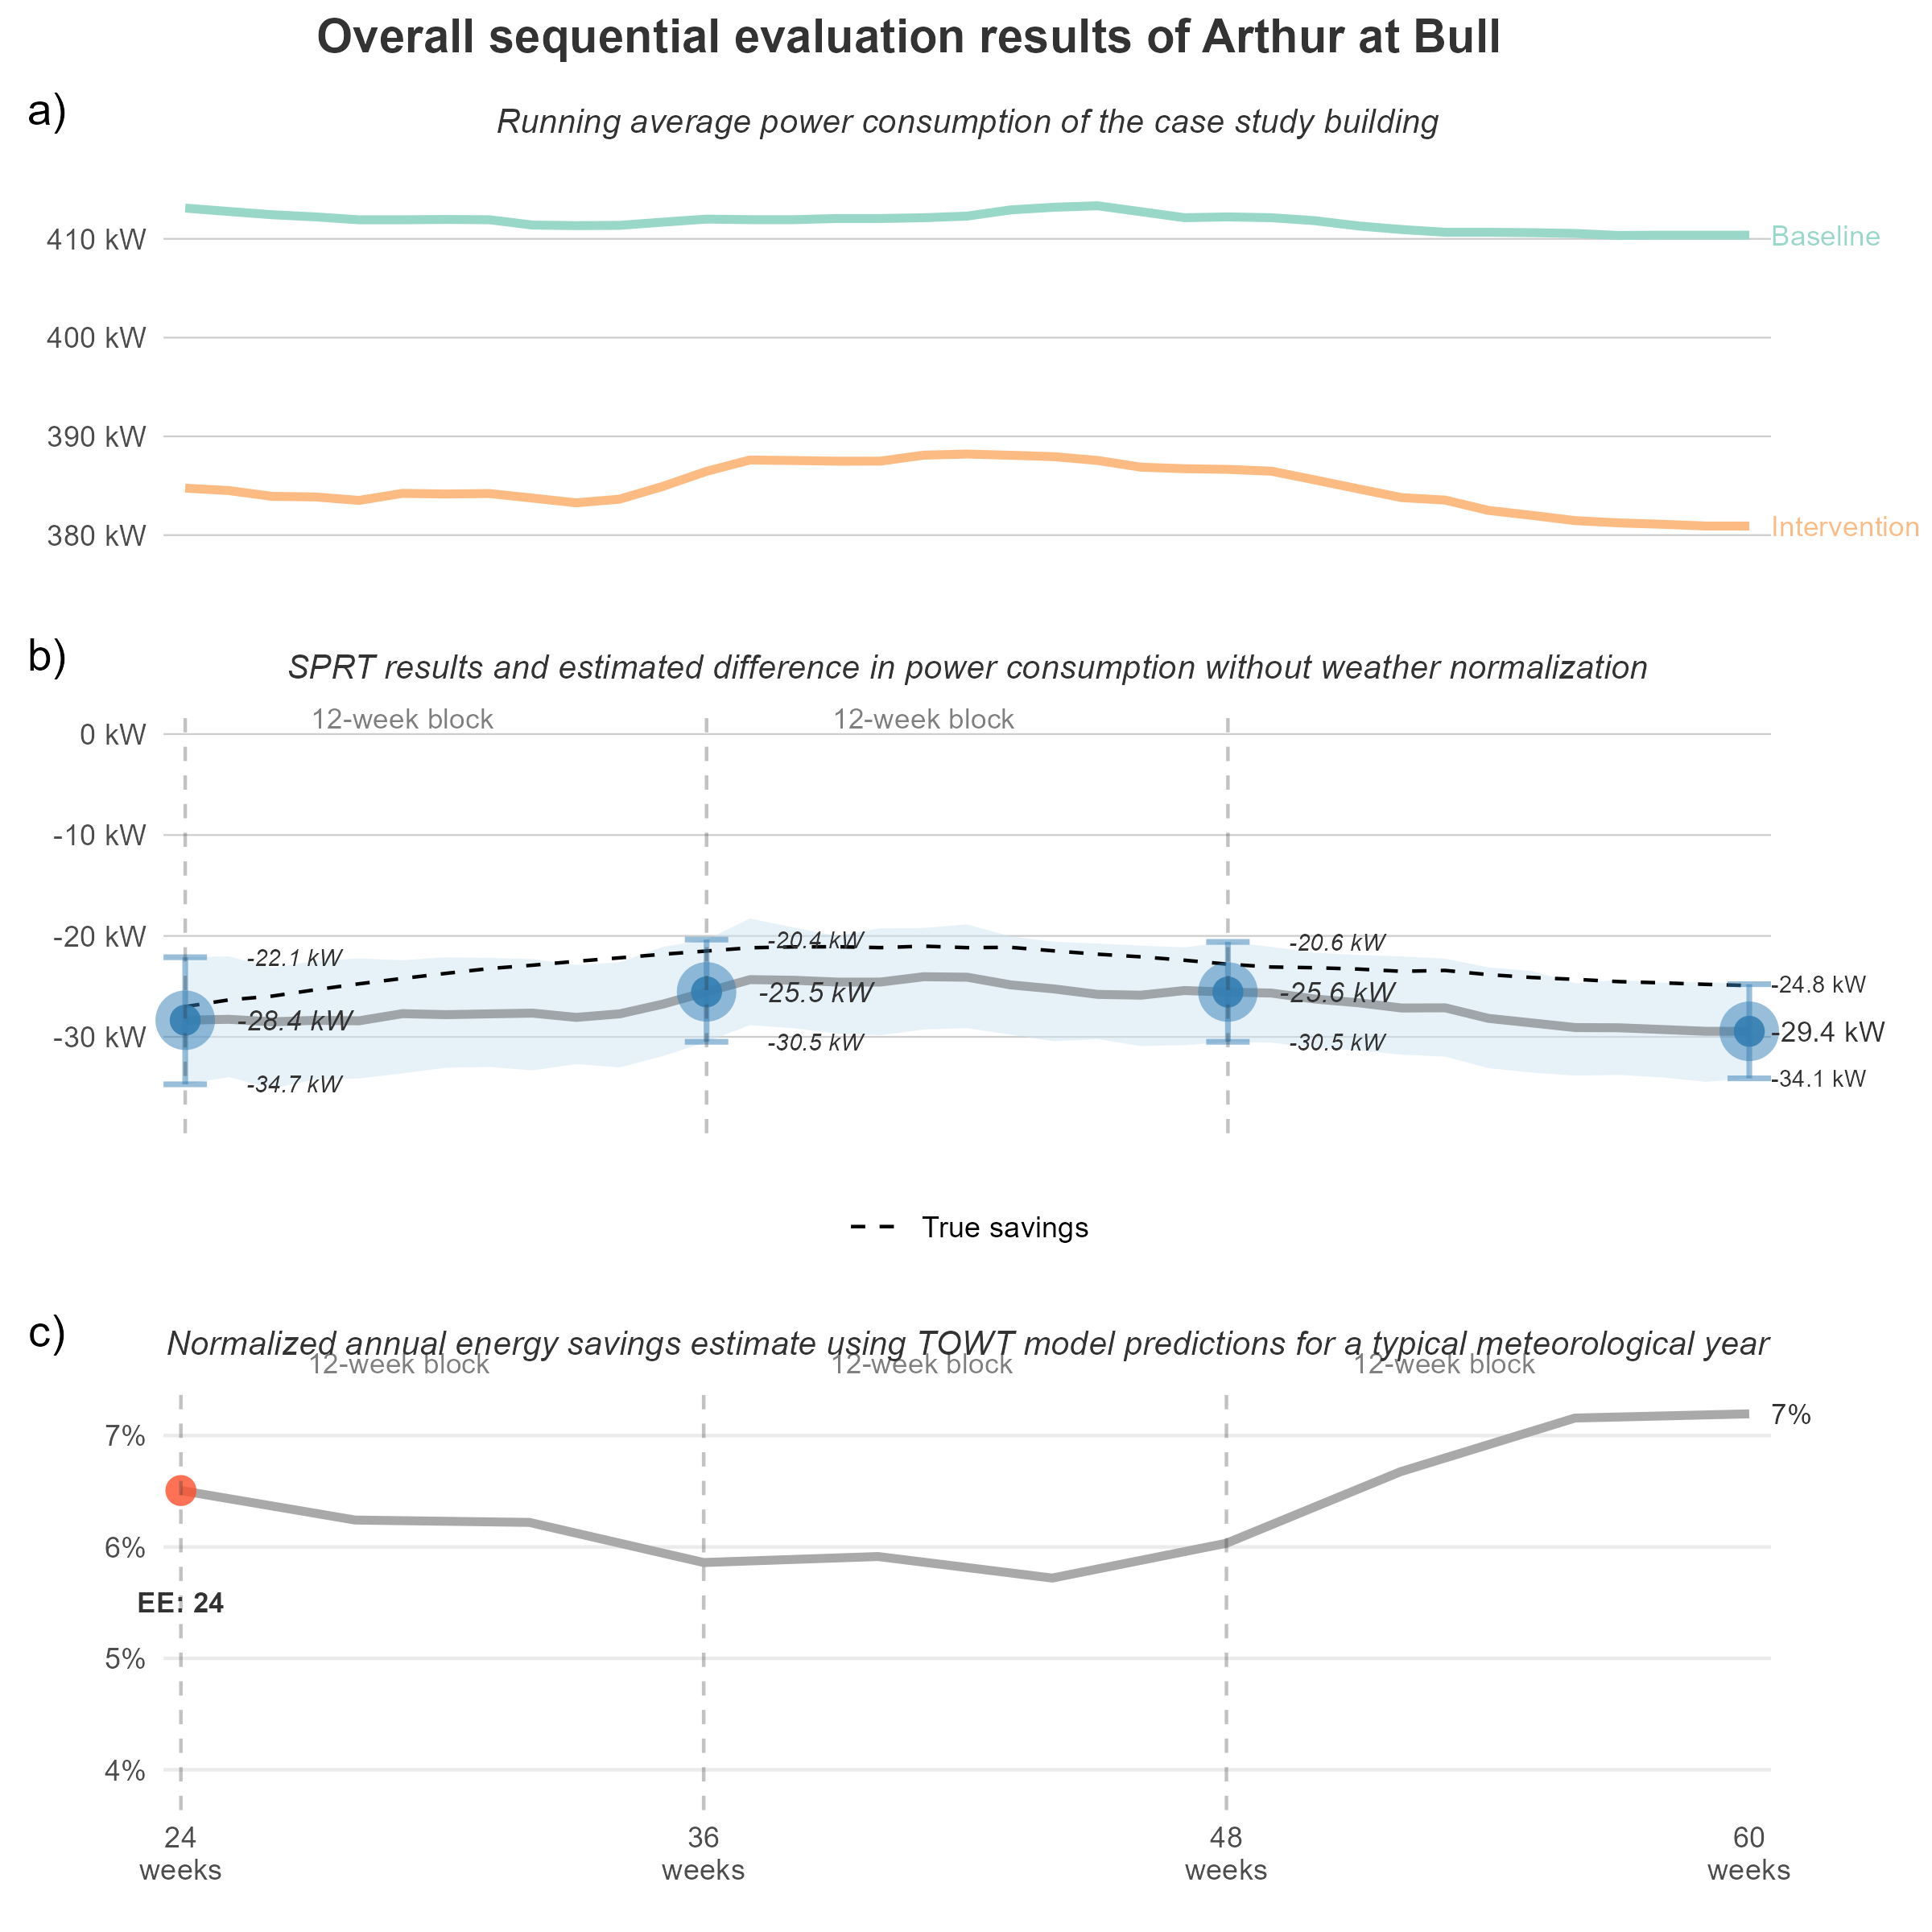 Overall sequential evaluation results of Arthur at Bull
a)
Running average power consumption of the case study building
410 kW
Baseline
400 kW
390 kW
380 kW
Intervention
b)
SPRT results and estimated difference in power consumption without weather normalization
12-week block
12-week block
0 kW
-10 kW
-20 kW
-30 kW
-22.1 kW
-28.4 kW
-34.7 kW
-20.4 kW
-25.5 kW
-30.5 kW
-20.6 kW
-25.6 kW
-30.5 kW
-24.8 kW
-29.4 kW
-34.1 kW
True savings
c)
Normalized annual energy savings estimate using TOWT model predictions for a typical meteorological year
12-week block
12-week block
12-week block
7%
7%
6%
EE: 24
5%
4%
24
weeks
36
weeks
48
weeks
60
weeks